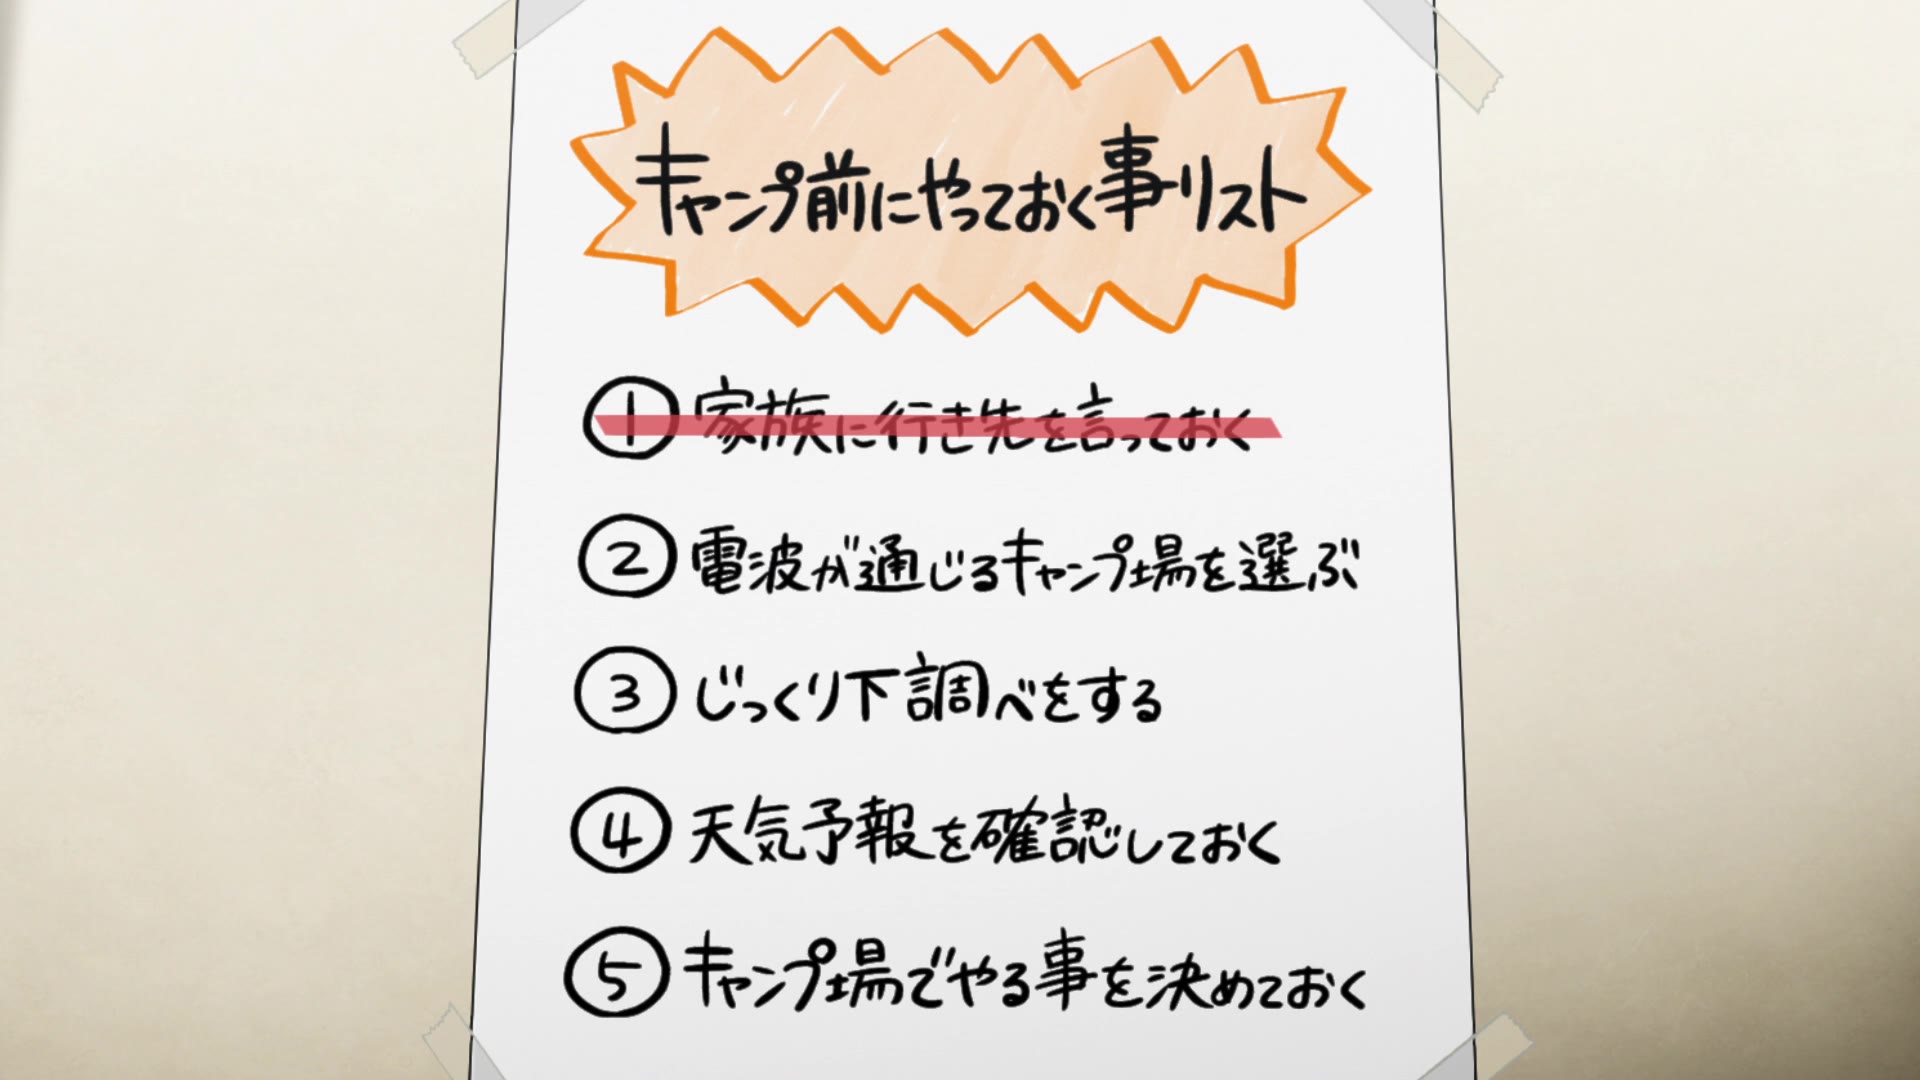 キャンプ前にやっておく事リスト
① 家族に行き先を言っておく
② 電波が通じるキャンプ場を選ぶ
③ じっくり下調べをする
④ 天気予報を確認しておく
⑤ キャンプ場でやる事を決めておく